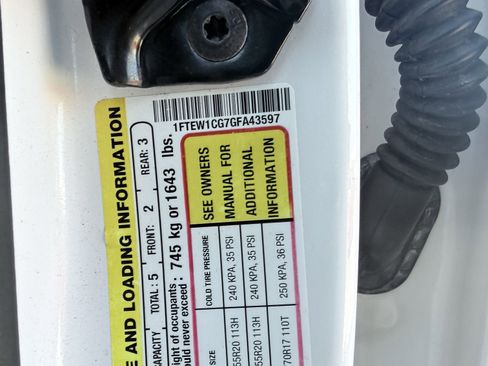 1FTEW1CG7GFA43597
E AND LOADING INFORMATION
CAPACITY TOTAL: 5 FRONT: 2 REAR: 3
ight of occupants
ould never exceed: 745 kg or 1643 lbs.
SIZE COLD TIRE PRESSURE SEE OWNERS
55R20 113H 240 KPA, 35 PSI MANUAL FOR
55R20 113H 240 KPA, 35 PSI ADDITIONAL
70R17 110T 250 KPA, 36 PSI INFORMATION